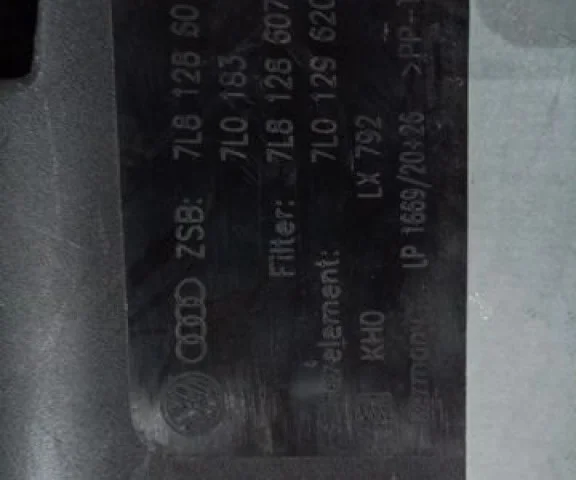 ZSB: 7L8 128 60
7L0 183
Filter: 7L8 128 607
element: 7L0 129 620
KHO LX 792
LP 1669/20+26 >PP-